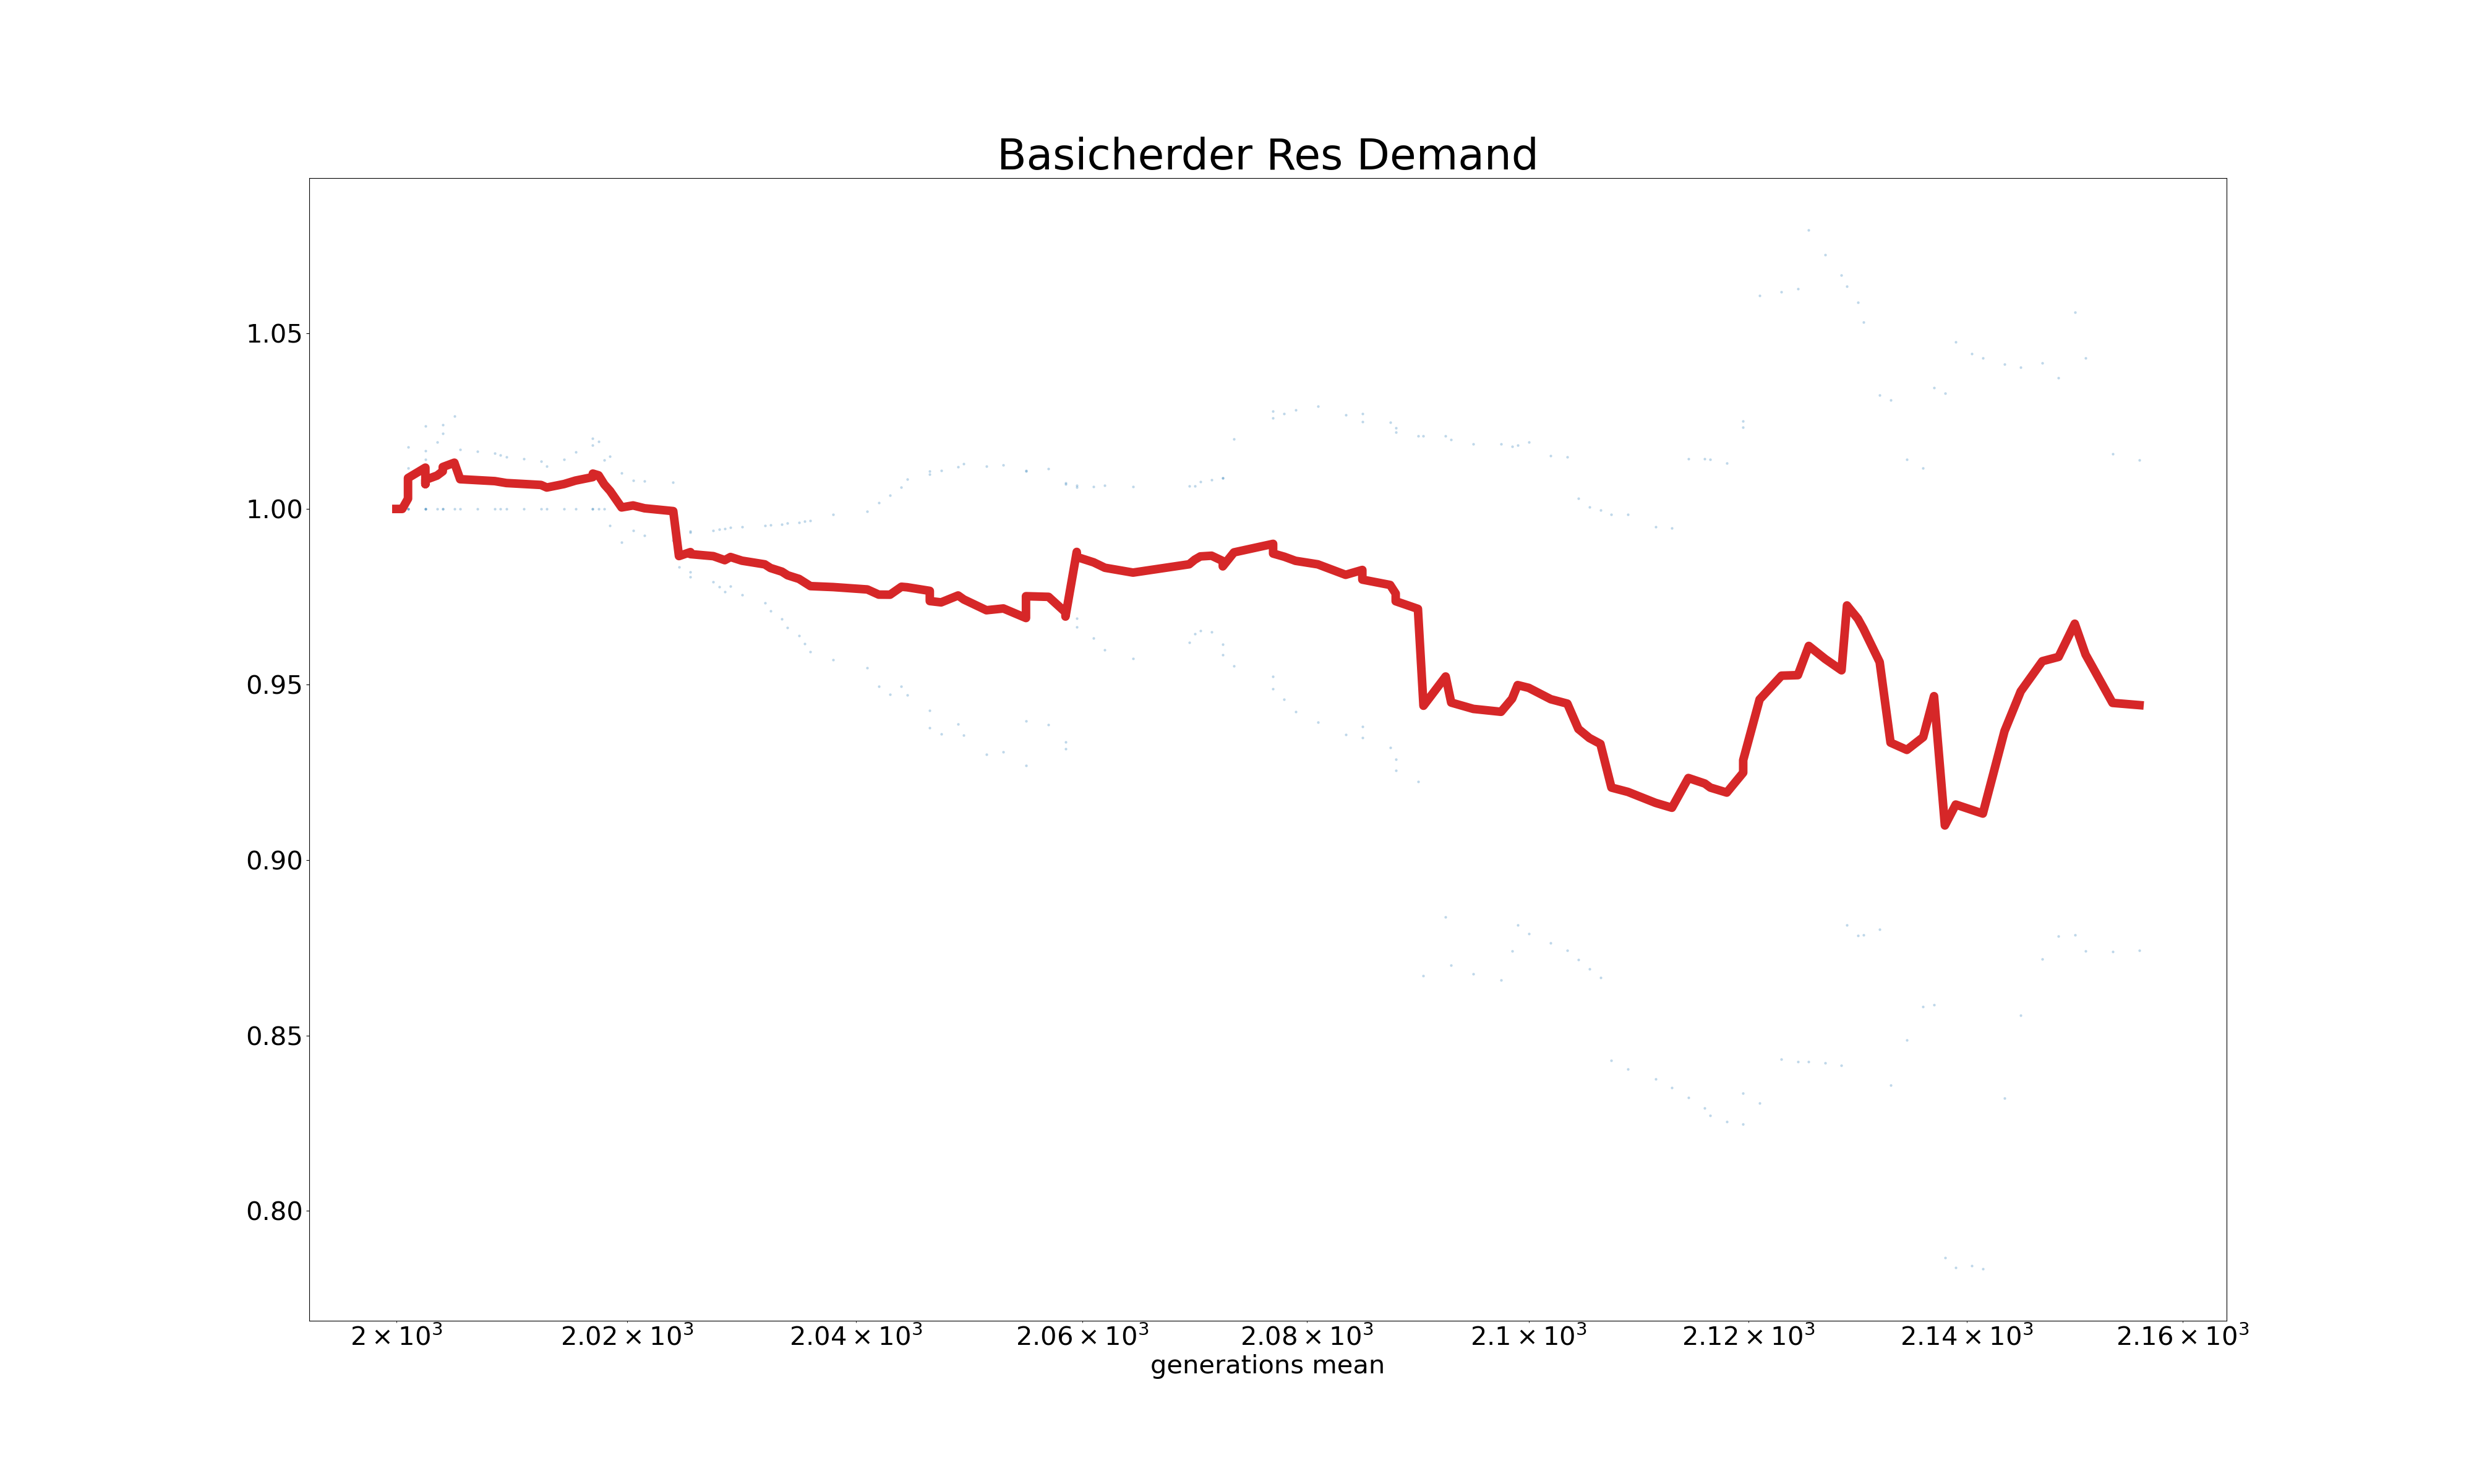 Basicherder Res Demand
1.05
1.00
0.95
0.90
0.85
0.80
2 × 10³ 2.02 × 10³ 2.04 × 10³ 2.06 × 10³ 2.08 × 10³ 2.1 × 10³ 2.12 × 10³ 2.14 × 10³ 2.16 × 10³
generations mean